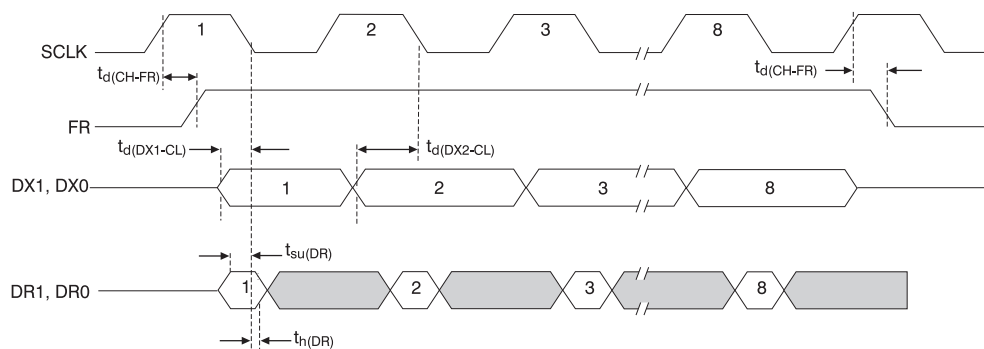 1 2 3 8
SCLK
td(CH-FR) td(CH-FR)
FR
td(DX1-CL) td(DX2-CL)
DX1, DX0 1 2 3 8
tsu(DR)
DR1, DR0 1 2 3 8
th(DR)